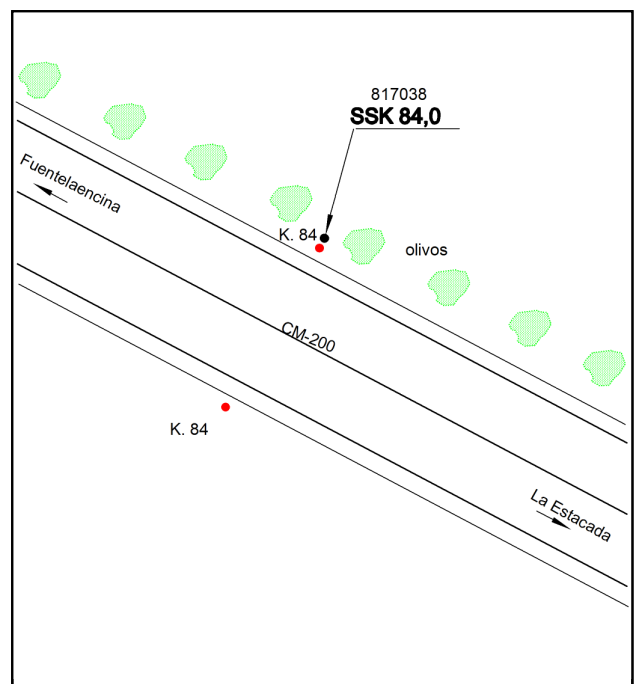 817038
SSK 84,0
Fuentelaencina
K. 84
olivos
CM-200
K. 84
La Estacada